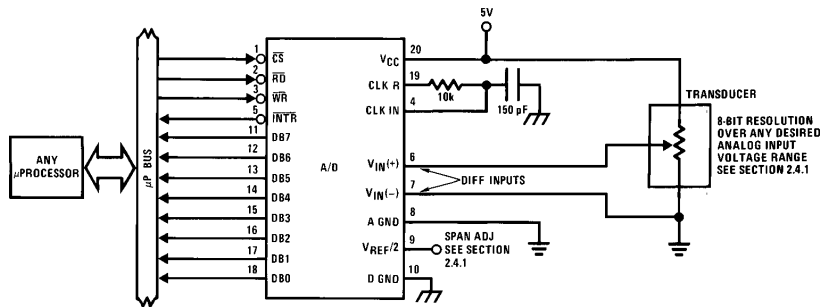 5V
1 CS
2 RD
3 WR
5 INTR
11 DB7
12 DB6
13 DB5
14 DB4
15 DB3
16 DB2
17 DB1
18 DB0
ANY
μPROCESSOR
μP BUS
A/D
VCC 20
CLK R 19
10k
CLK IN 4
150 pF
VIN(+) 6
DIFF INPUTS
VIN(−) 7
A GND 8
VREF/2 9
SPAN ADJ
SEE SECTION
2.4.1
D GND 10
TRANSDUCER
8-BIT RESOLUTION
OVER ANY DESIRED
ANALOG INPUT
VOLTAGE RANGE
SEE SECTION 2.4.1